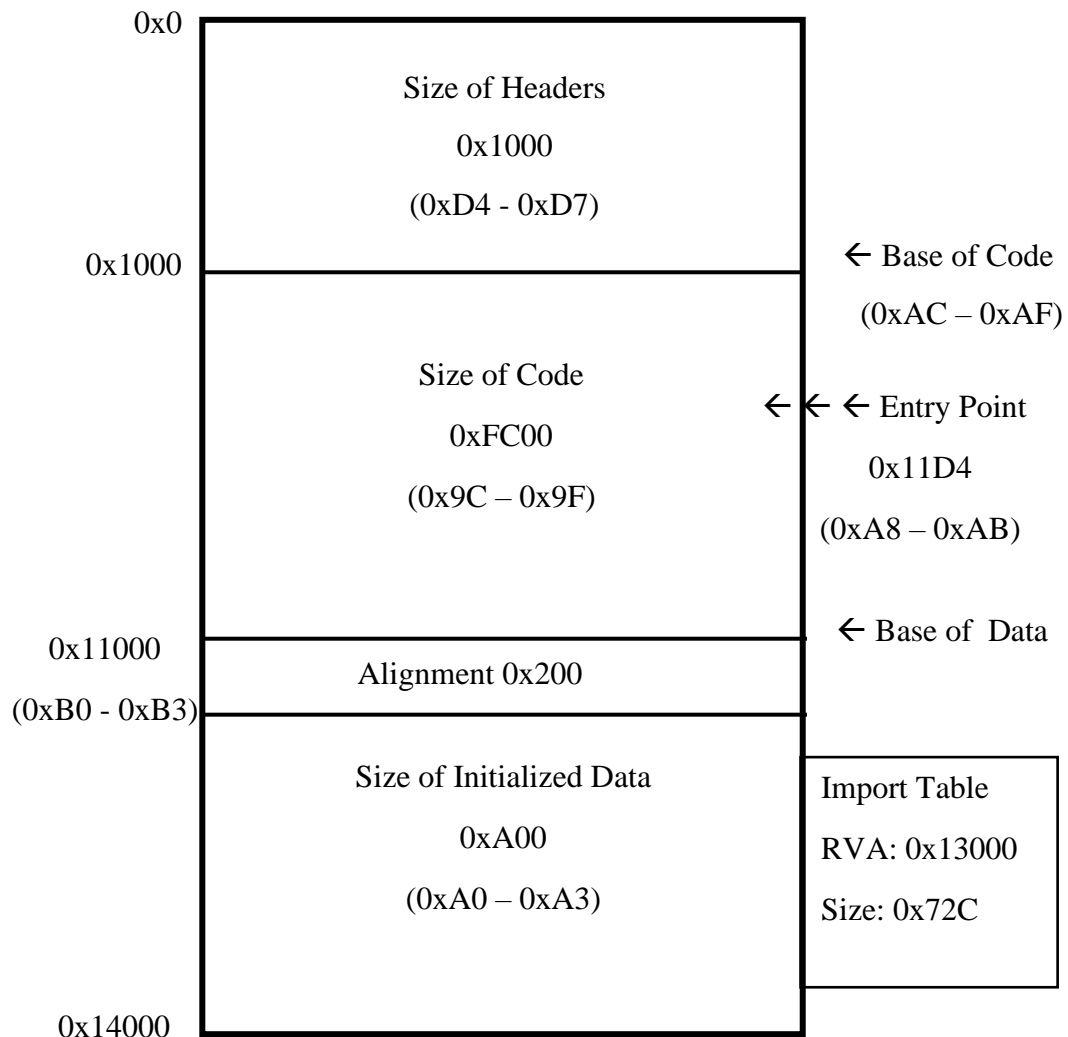 0x0
Size of Headers
0x1000
(0xD4 - 0xD7)
0x1000
← Base of Code
(0xAC – 0xAF)
Size of Code
← ← ← Entry Point
0xFC00
0x11D4
(0x9C – 0x9F)
(0xA8 – 0xAB)
← Base of Data
0x11000
Alignment 0x200
(0xB0 - 0xB3)
Size of Initialized Data
0xA00
(0xA0 – 0xA3)
Import Table
RVA: 0x13000
Size: 0x72C
0x14000